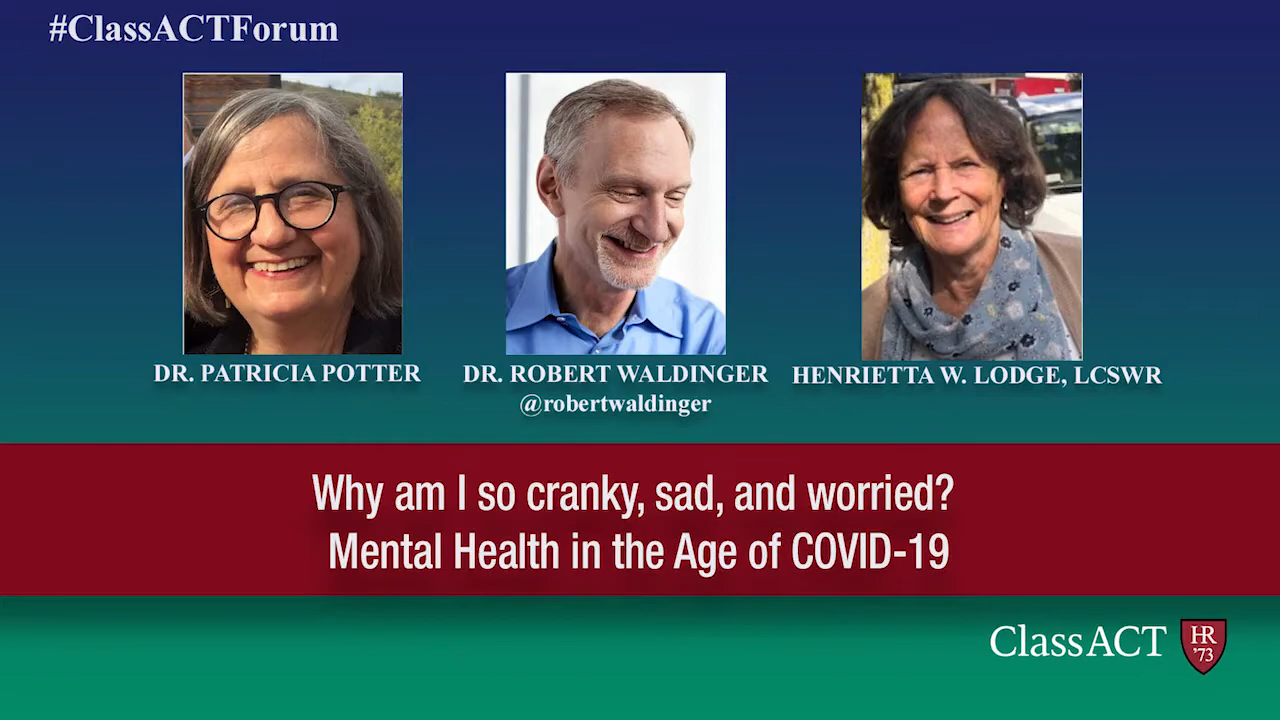 #ClassACTForum
DR. PATRICIA POTTER
DR. ROBERT WALDINGER
@robertwaldinger
HENRIETTA W. LODGE, LCSWR
Why am I so cranky, sad, and worried?
Mental Health in the Age of COVID-19
ClassACT
HR
'73